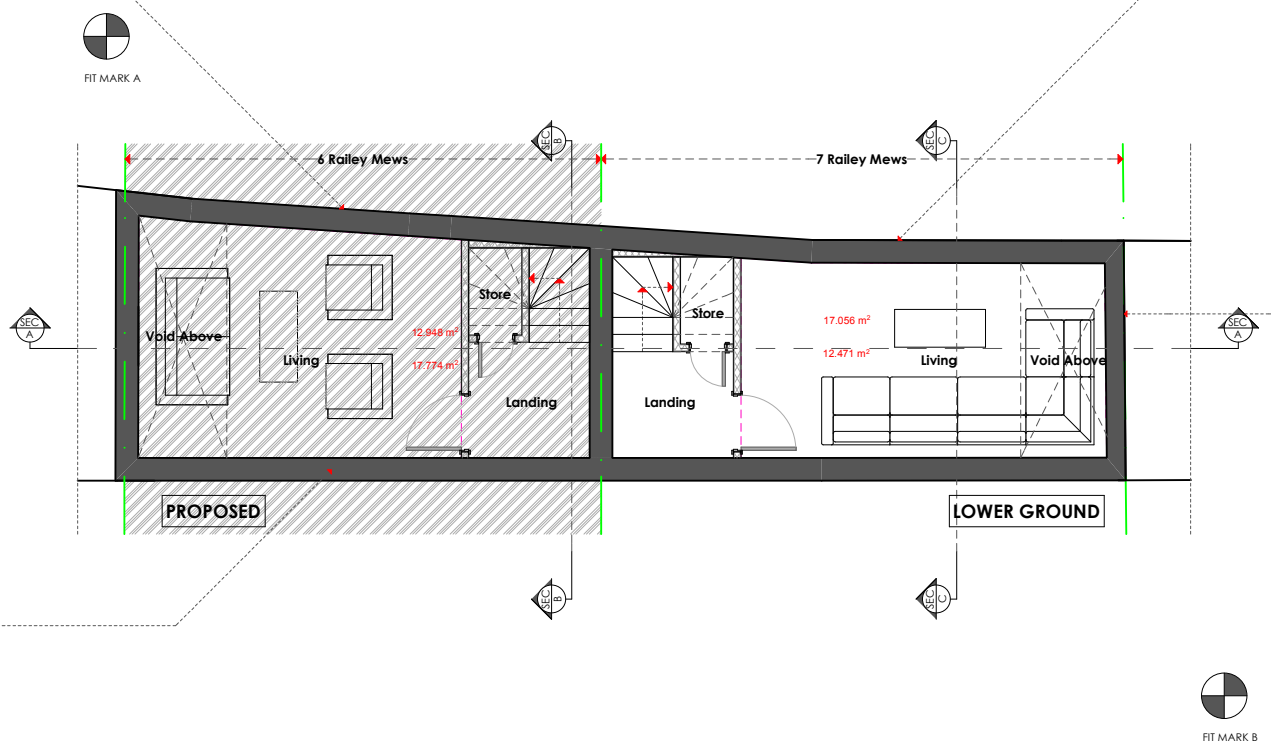 FIT MARK A
6 Railey Mews
7 Railey Mews
SEC B
SEC C
Store
Store
SEC A
SEC A
Void Above
Living
12.948 m²
17.774 m²
17.056 m²
12.471 m²
Living
Void Above
Landing
Landing
PROPOSED
LOWER GROUND
SEC B
SEC C
FIT MARK B